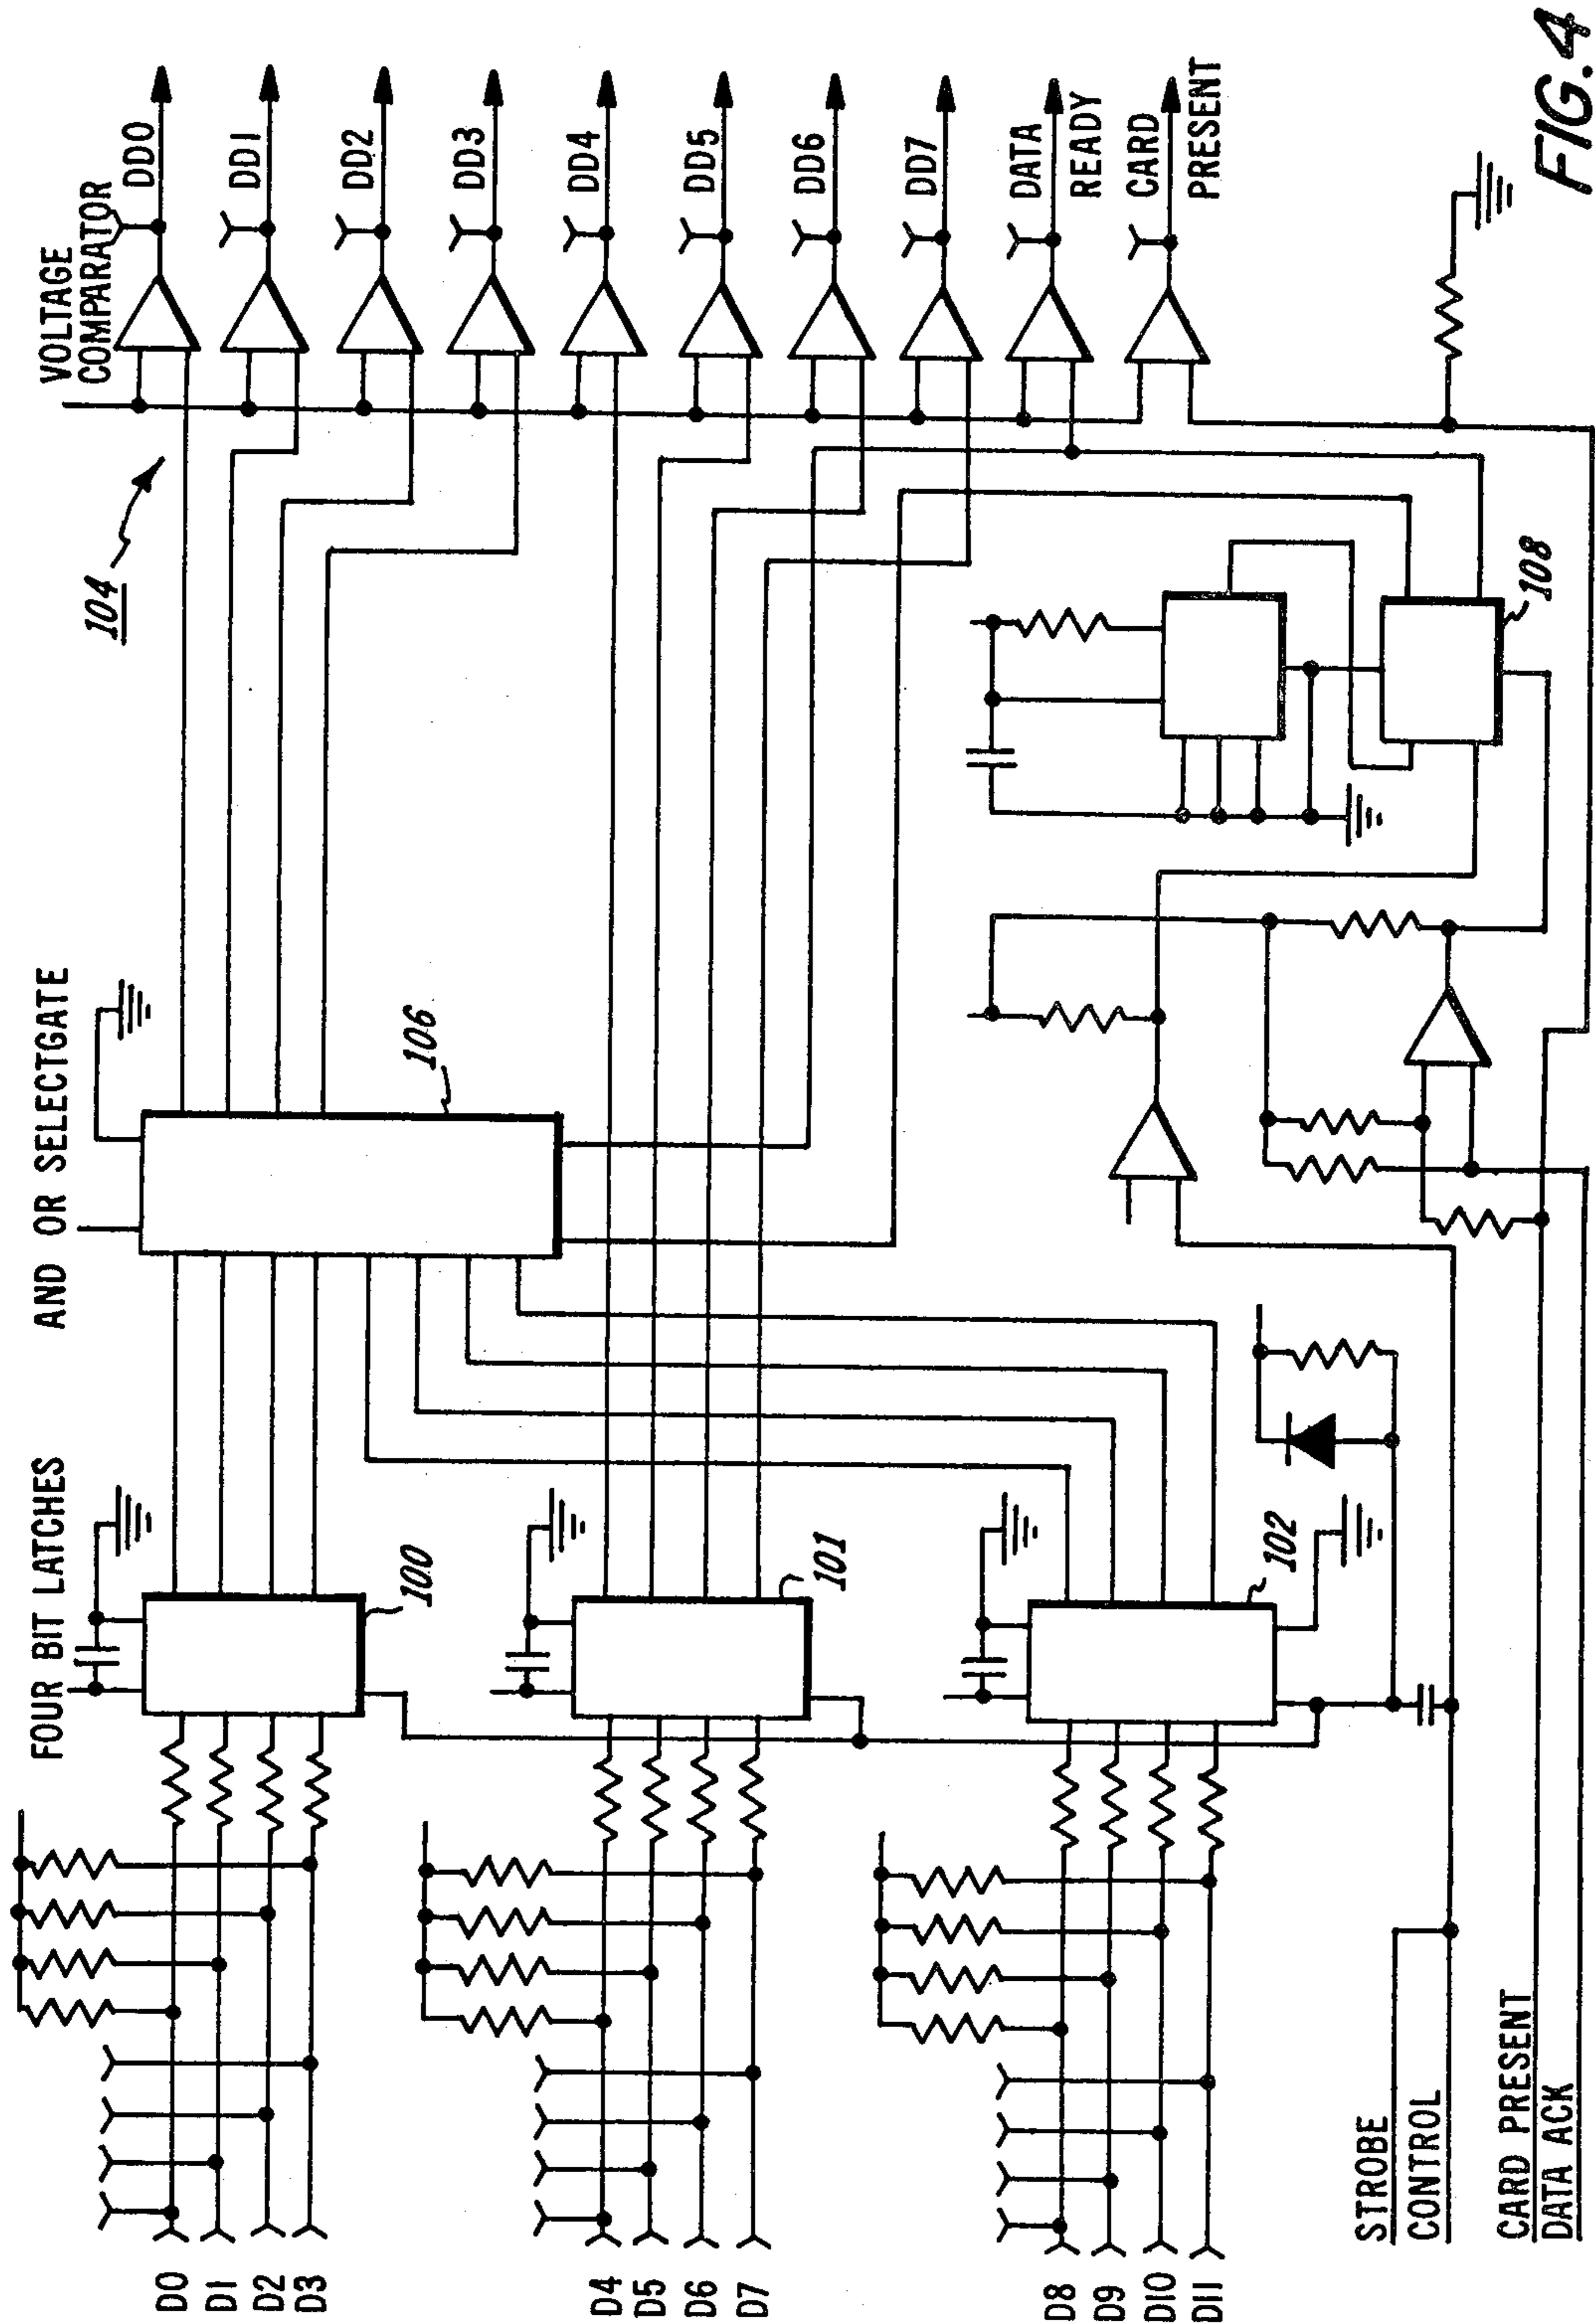 FOUR BIT LATCHES
AND OR SELECTGATE
VOLTAGE
COMPARATOR
104
D0
D1
D2
D3
100
106
DD0
DD1
DD2
DD3
DD4
DD5
DD6
DD7
DATA
READY
CARD
PRESENT
D4
D5
D6
D7
101
D8
D9
D10
D11
102
108
STROBE
CONTROL
CARD PRESENT
DATA ACK
FIG.4